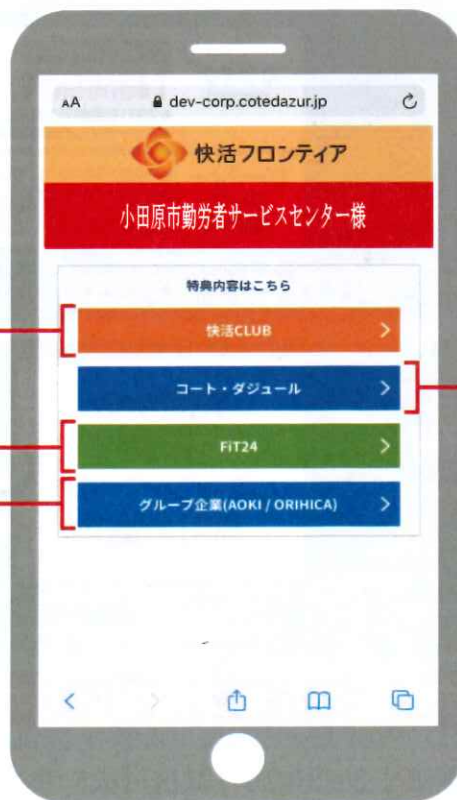 AA dev-corp.cotedazur.jp
快活フロンティア
小田原市勤労者サービスセンター様
特典内容はこちら
快活CLUB
コート・ダジュール
FiT24
グループ企業(AOKI / ORIHICA)